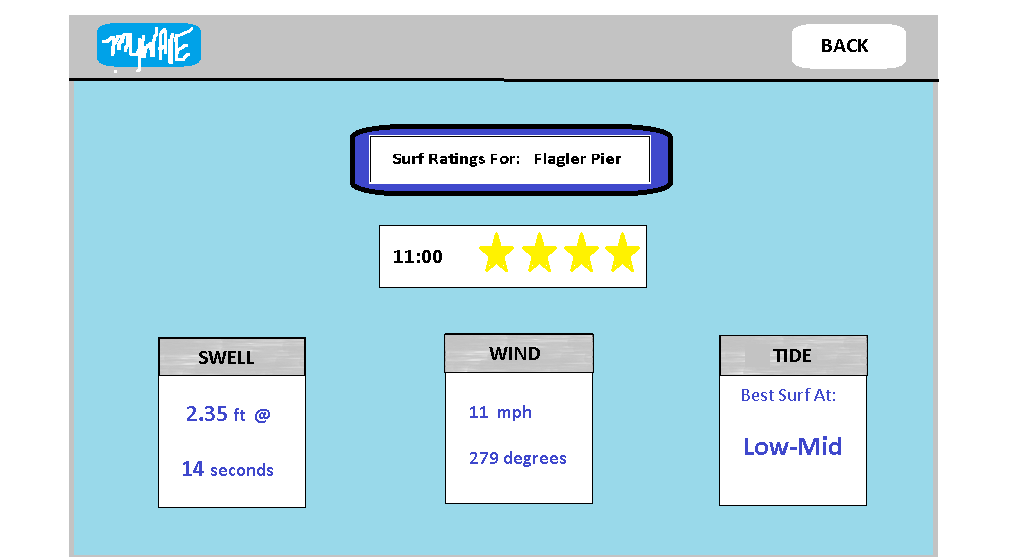 myWAVE
BACK
Surf Ratings For: Flagler Pier
11:00
SWELL
2.35 ft @
14 seconds
WIND
11 mph
279 degrees
TIDE
Best Surf At:
Low-Mid